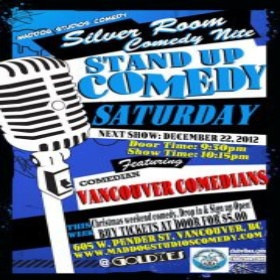 MADDOG STUDIOS COMEDY
Silver Room
Comedy Nite
STAND UP
COMEDY
SATURDAY
NEXT SHOW: DECEMBER 22, 2012
Door Time: 9:30pm
Show Time: 10:15pm
Featuring
COMEDIAN
VANCOUVER COMEDIANS
THIS WEEK
Christmas weekend comedy, Drop in & Sign up Open
BUY TICKETS AT DOOR FOR $5.00
605 W. PENDER ST, VANCOUVER, BC
WWW.MADDOGSTUDIOSCOMEDY.COM
@ GOLDIES